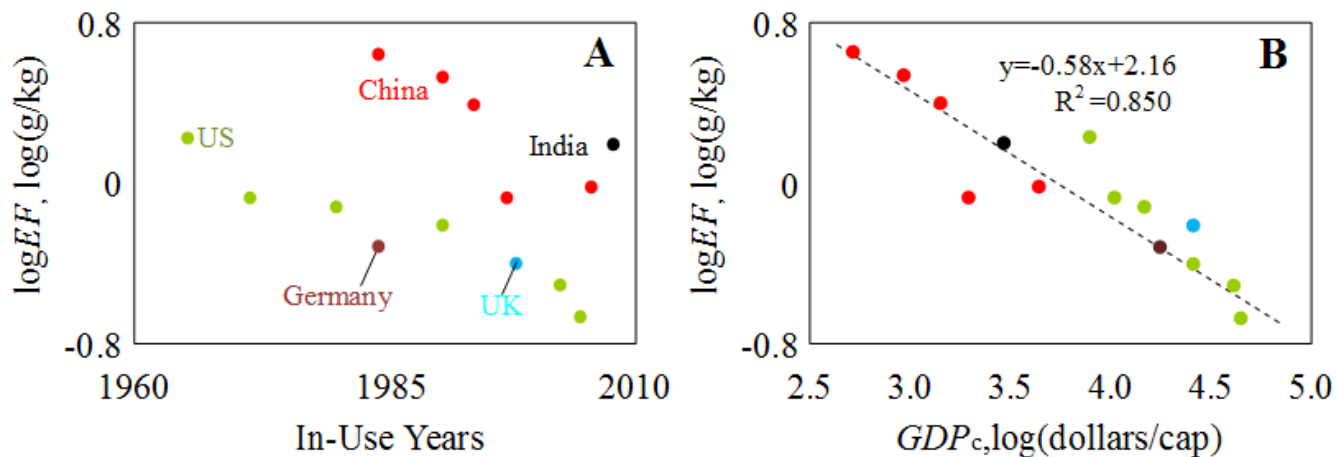 0.8
A
China
US
India
0
Germany
UK
-0.8
1960
1985
2010
logEF, log(g/kg)
In-Use Years
0.8
B
y=-0.58x+2.16
R² =0.850
0
-0.8
2.5
3.0
3.5
4.0
4.5
5.0
logEF, log(g/kg)
GDPc,log(dollars/cap)